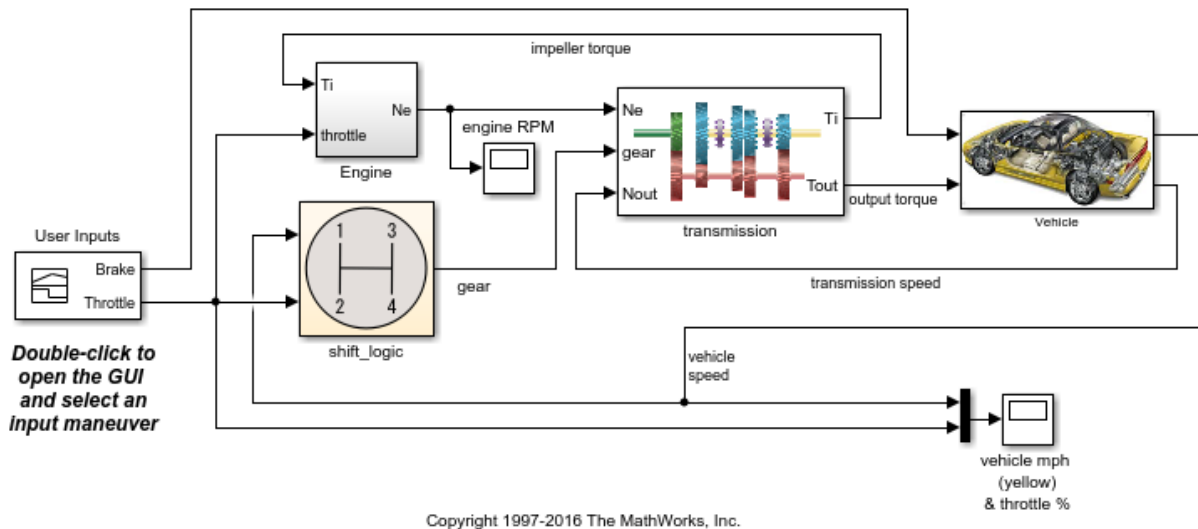 impeller torque
Ti
throttle
Ne
Engine
engine RPM
Ne
gear
Nout
Ti
Tout
transmission
output torque
Vehicle
User Inputs
Brake
Throttle
1
3
2
4
shift_logic
gear
transmission speed
Double-click to
open the GUI
and select an
input maneuver
vehicle
speed
vehicle mph
(yellow)
& throttle %
Copyright 1997-2016 The MathWorks, Inc.